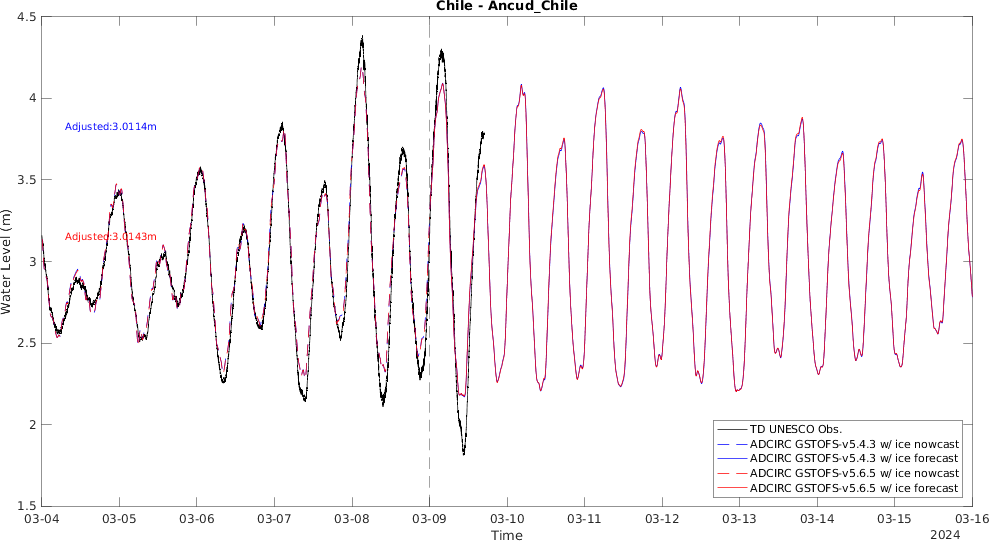 Chile - Ancud_Chile
4.5
4
3.5
3
2.5
2
1.5
Water Level (m)
Adjusted:3.0114m
Adjusted:3.0143m
TD UNESCO Obs.
ADCIRC GSTOFS-v5.4.3 w/ ice nowcast
ADCIRC GSTOFS-v5.4.3 w/ ice forecast
ADCIRC GSTOFS-v5.6.5 w/ ice nowcast
ADCIRC GSTOFS-v5.6.5 w/ ice forecast
03-04 03-05 03-06 03-07 03-08 03-09 03-10 03-11 03-12 03-13 03-14 03-15 03-16
Time
2024